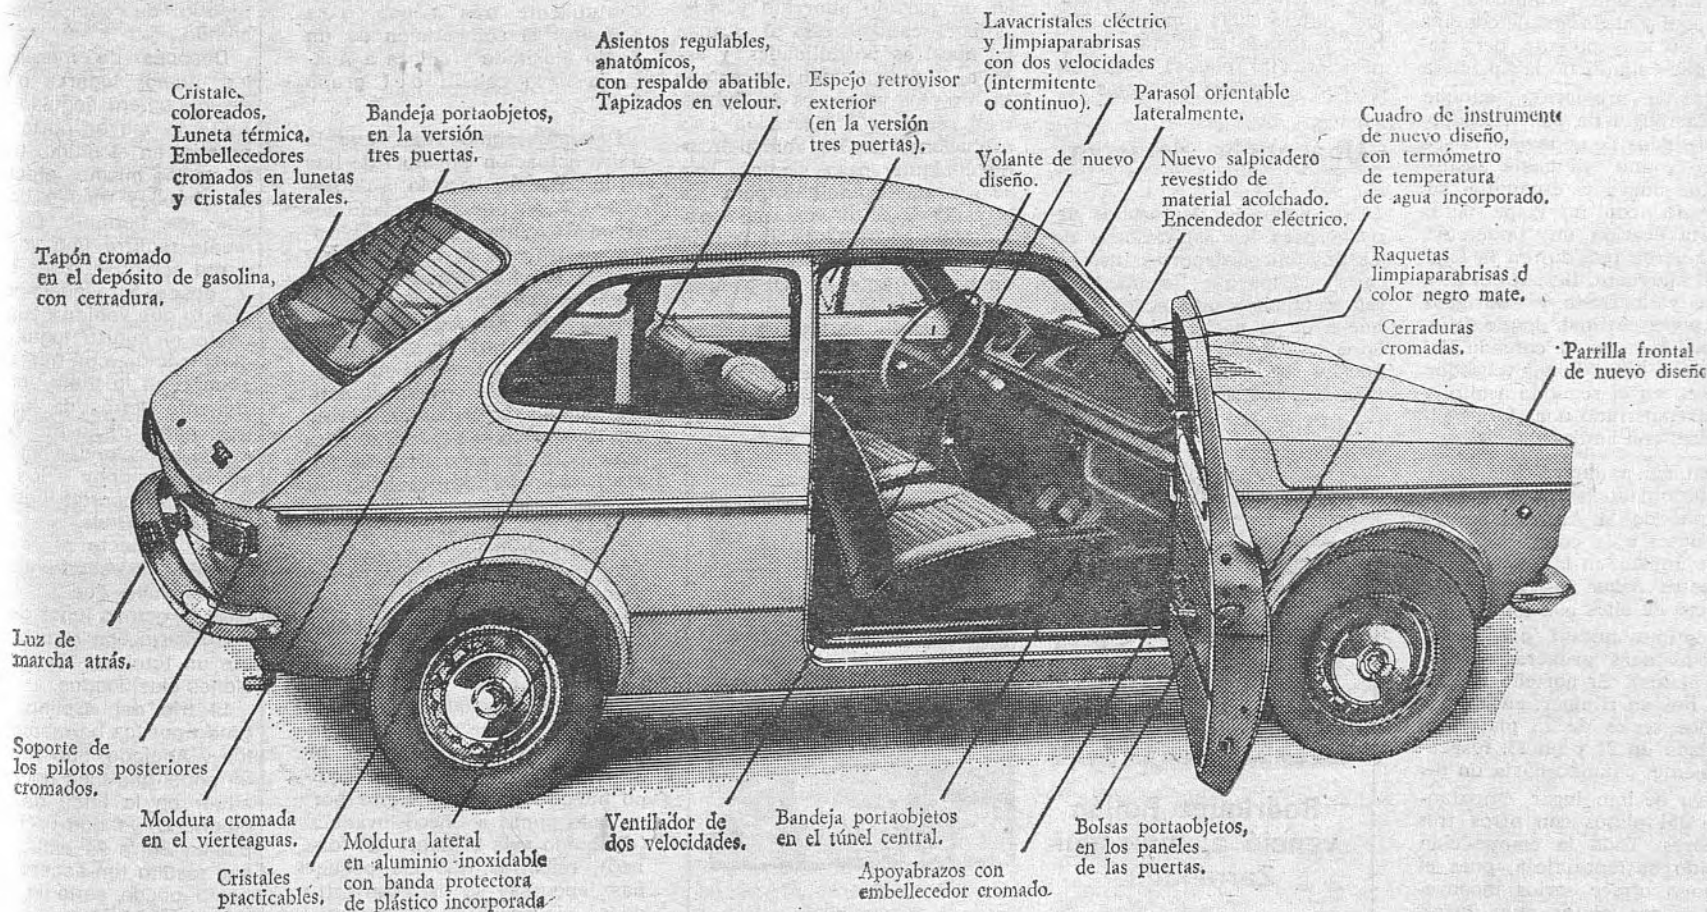 Cristales
coloreados.
Luneta térmica.
Embellecedores
cromados en lunetas
y cristales laterales.
Bandeja portaobjetos,
en la versión
tres puertas.
Asientos regulables,
anatómicos,
con respaldo abatible.
Tapizados en velour.
Espejo retrovisor
exterior
(en la versión
tres puertas).
Lavacristales eléctrico
y limpiaparabrisas
con dos velocidades
(intermitente
o continuo).
Volante de nuevo
diseño.
Parasol orientable
lateralmente.
Nuevo salpicadero
revestido de
material acolchado.
Encendedor eléctrico.
Cuadro de instrumento
de nuevo diseño,
con termómetro
de temperatura
de agua incorporado.
Raquetas
limpiaparabrisas d
color negro mate.
Cerraduras
cromadas.
Parrilla frontal
de nuevo diseño
Tapón cromado
en el depósito de gasolina,
con cerradura.
Luz de
marcha atrás.
Soporte de
los pilotos posteriores
cromados.
Moldura cromada
en el vierteaguas.
Cristales
practicables.
Moldura lateral
en aluminio inoxidable
con banda protectora
de plástico incorporada
Ventilador de
dos velocidades.
Bandeja portaobjetos
en el túnel central.
Apoyabrazos con
embellecedor cromado.
Bolsas portaobjetos,
en los paneles
de las puertas.